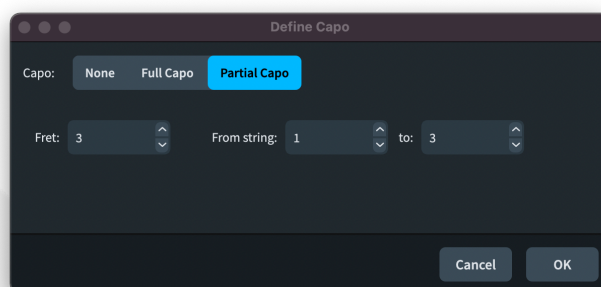 Define Capo
Capo: None Full Capo Partial Capo
Fret: 3 From string: 1 to: 3
Cancel OK